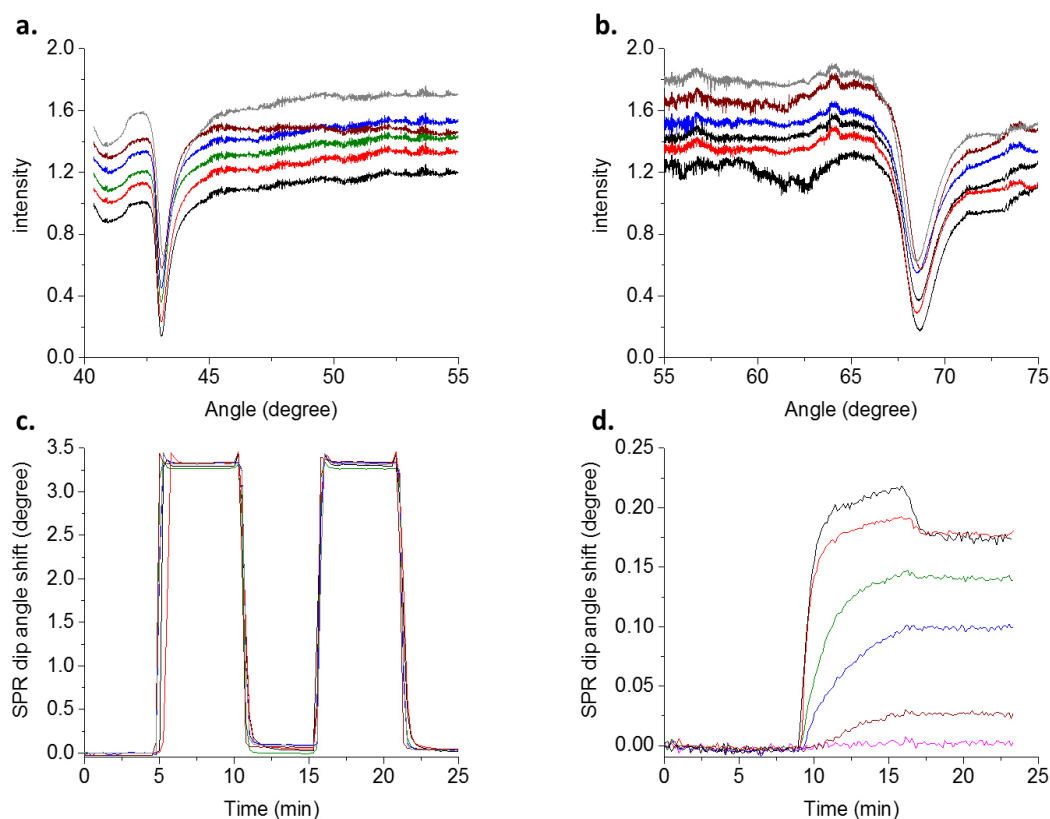 a.
2.0
1.6
1.2
0.8
0.4
0.0
intensity
40 45 50 55
Angle (degree)
b.
2.0
1.6
1.2
0.8
0.4
0.0
intensity
55 60 65 70 75
Angle (degree)
c.
3.5
3.0
2.5
2.0
1.5
1.0
0.5
0.0
SPR dip angle shift (degree)
0 5 10 15 20 25
Time (min)
d.
0.25
0.20
0.15
0.10
0.05
0.00
SPR dip angle shift (degree)
0 5 10 15 20 25
Time (min)